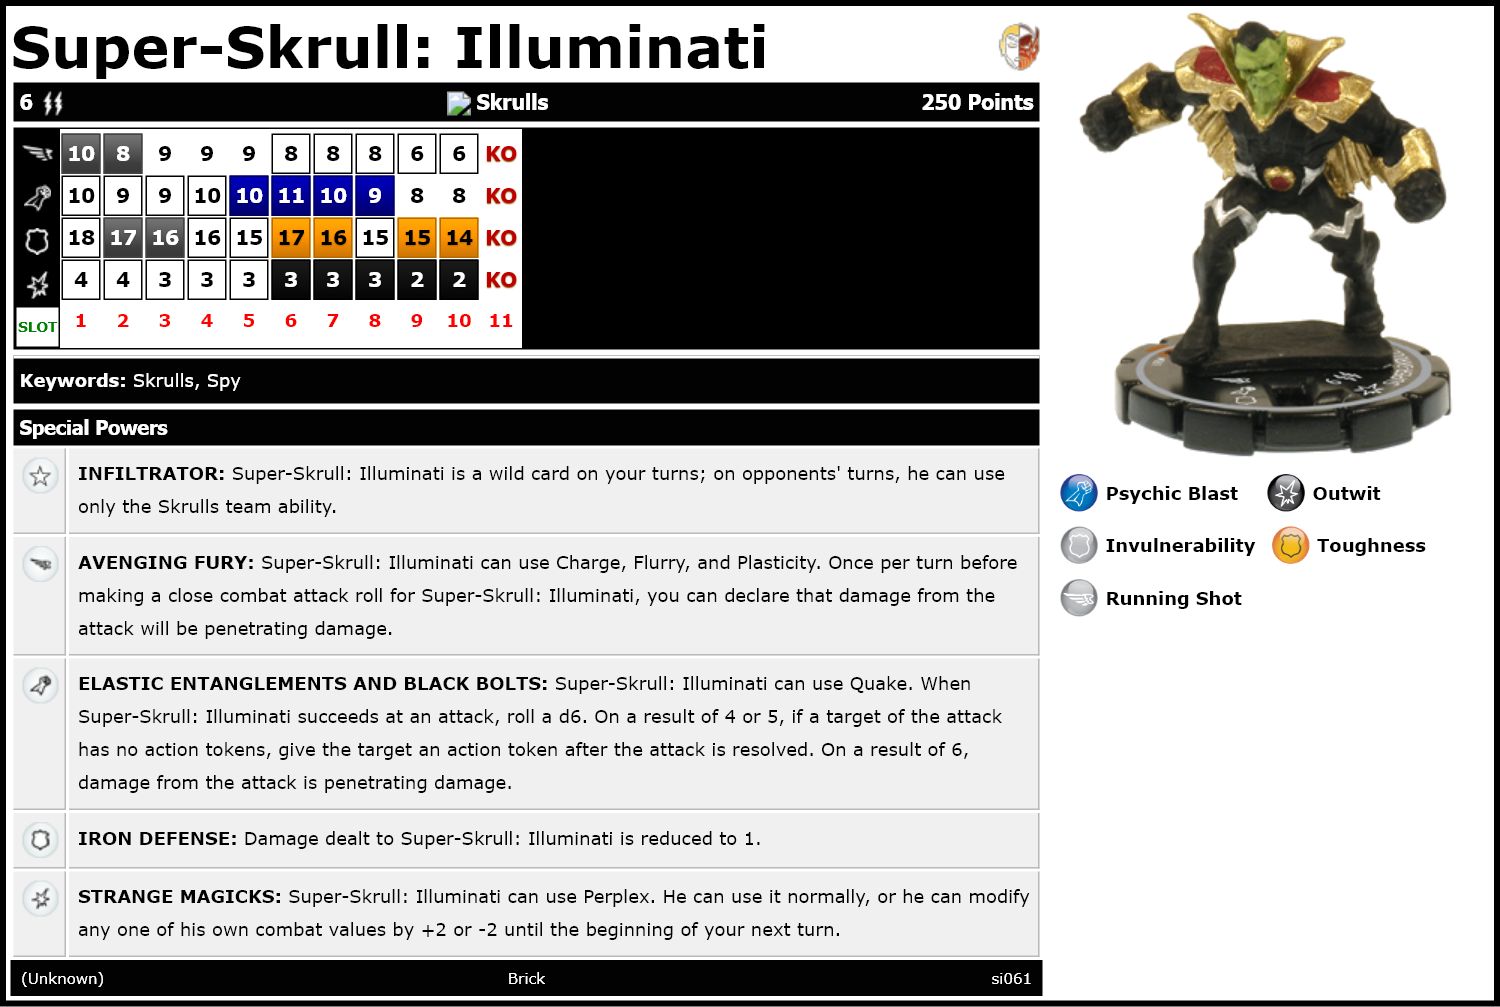 Super-Skrull: Illuminati
6 Skrulls 250 Points
10 8 9 9 9 8 8 8 6 6 KO
10 9 9 10 10 11 10 9 8 8 KO
18 17 16 16 15 17 16 15 15 14 KO
4 4 3 3 3 3 3 3 2 2 KO
SLOT 1 2 3 4 5 6 7 8 9 10 11
Keywords: Skrulls, Spy
Special Powers
INFILTRATOR: Super-Skrull: Illuminati is a wild card on your turns; on opponents' turns, he can use
only the Skrulls team ability.
AVENGING FURY: Super-Skrull: Illuminati can use Charge, Flurry, and Plasticity. Once per turn before
making a close combat attack roll for Super-Skrull: Illuminati, you can declare that damage from the
attack will be penetrating damage.
ELASTIC ENTANGLEMENTS AND BLACK BOLTS: Super-Skrull: Illuminati can use Quake. When
Super-Skrull: Illuminati succeeds at an attack, roll a d6. On a result of 4 or 5, if a target of the attack
has no action tokens, give the target an action token after the attack is resolved. On a result of 6,
damage from the attack is penetrating damage.
IRON DEFENSE: Damage dealt to Super-Skrull: Illuminati is reduced to 1.
STRANGE MAGICKS: Super-Skrull: Illuminati can use Perplex. He can use it normally, or he can modify
any one of his own combat values by +2 or -2 until the beginning of your next turn.
(Unknown) Brick si061
6
Psychic Blast Outwit
Invulnerability Toughness
Running Shot